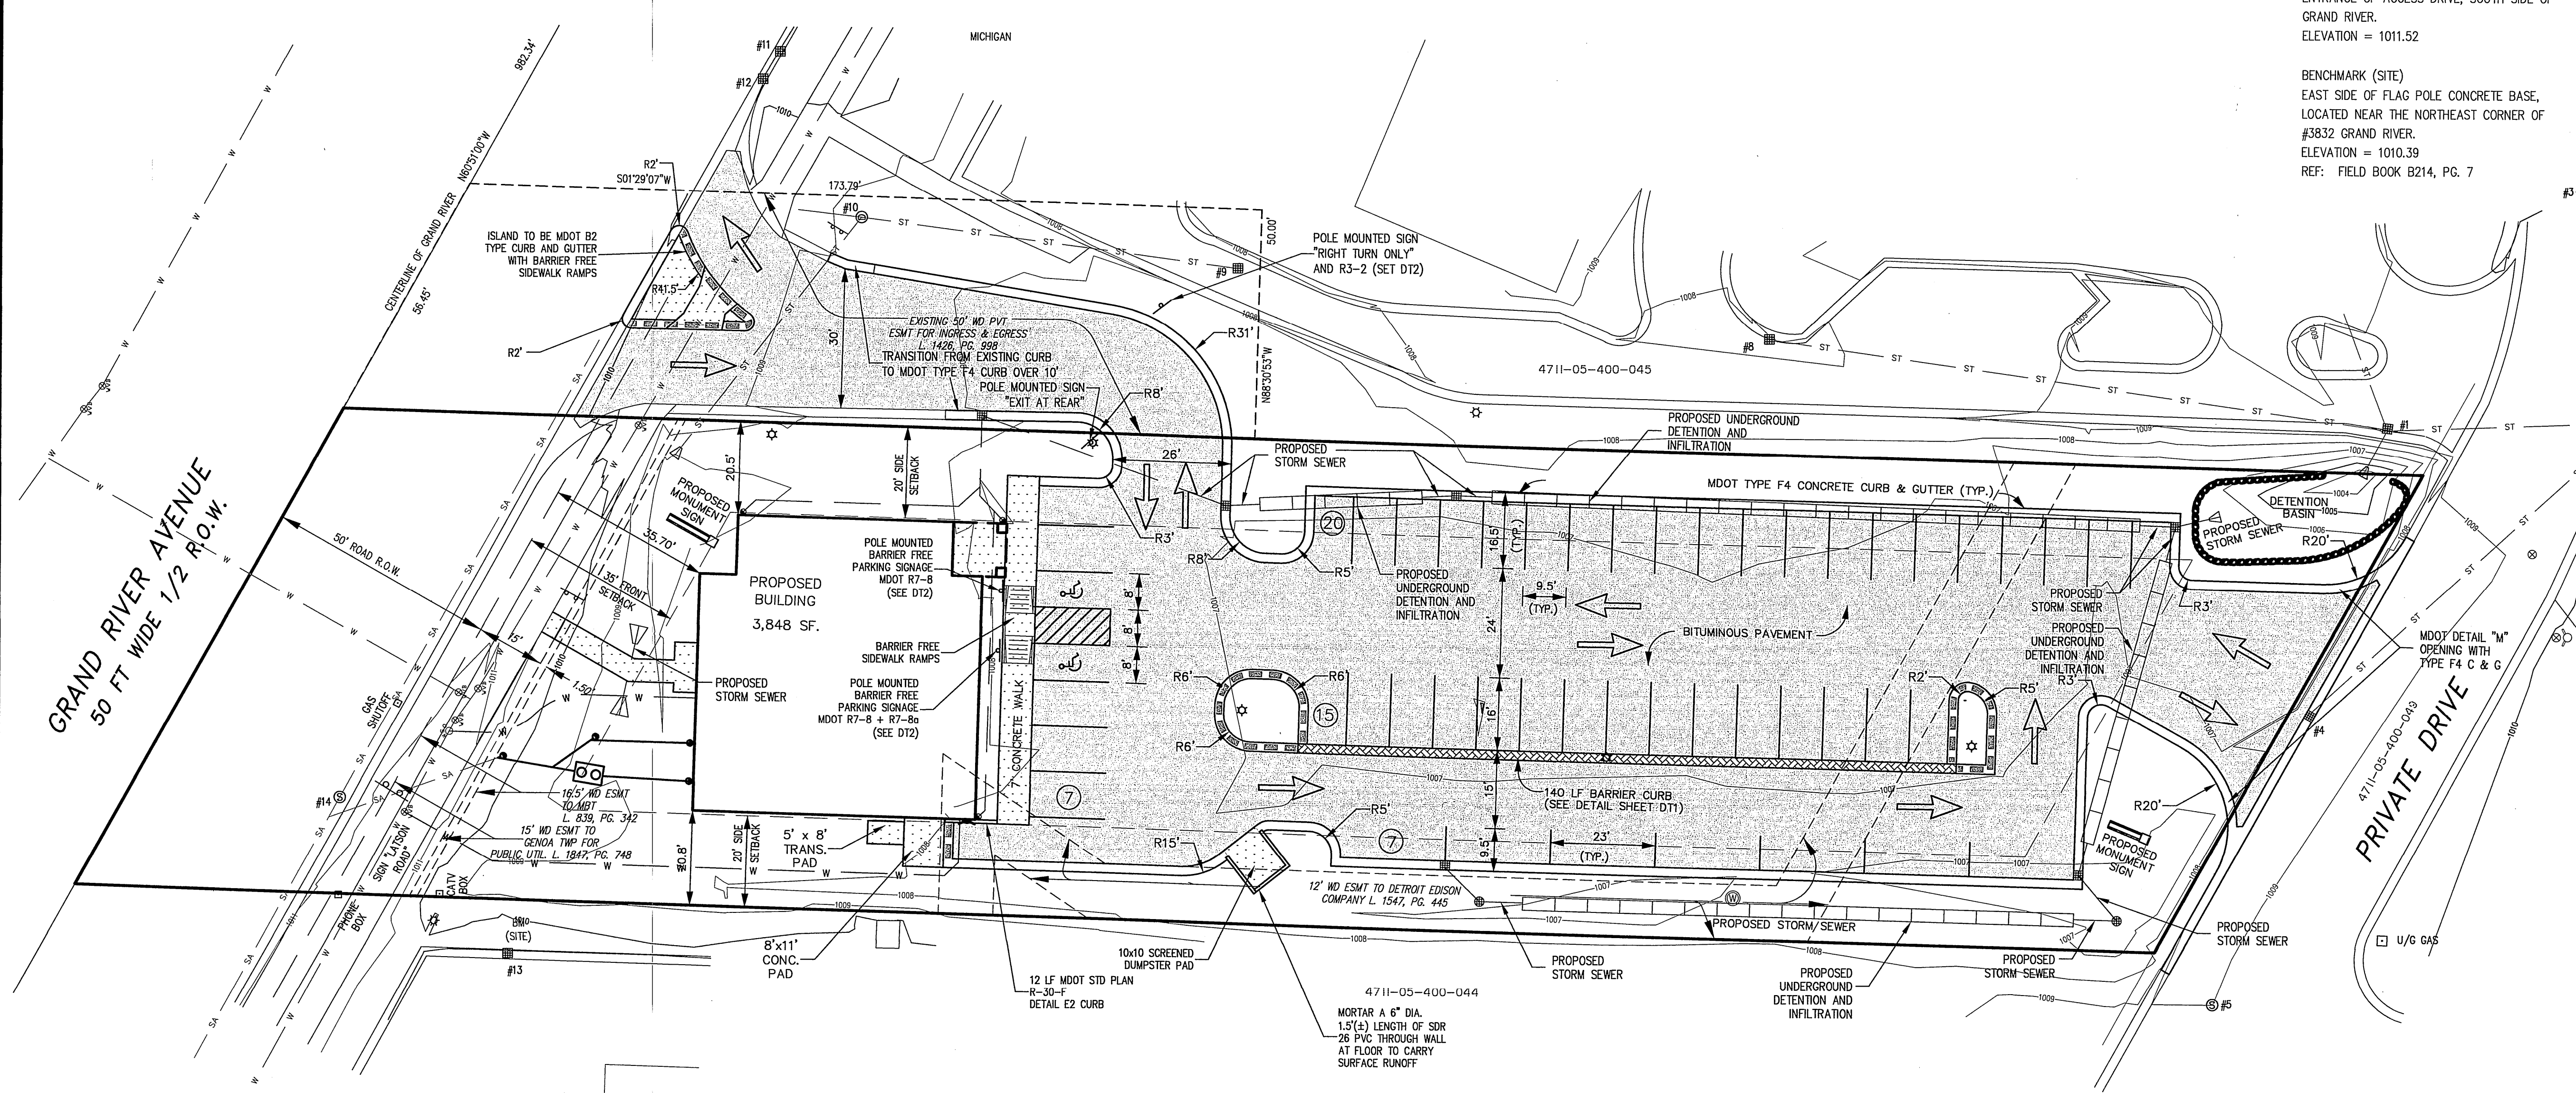 ENTRANCE OF ACCESS DRIVE, SOUTH SIDE OF
GRAND RIVER.
ELEVATION = 1011.52
BENCHMARK (SITE)
EAST SIDE OF FLAG POLE CONCRETE BASE,
LOCATED NEAR THE NORTHEAST CORNER OF
#3832 GRAND RIVER.
ELEVATION = 1010.39
REF: FIELD BOOK B214, PG. 7
#3
MICHIGAN
#11
#12
982.34'
CENTERLINE OF GRAND RIVER N60°51'00"W
56.45'
R2'
S01°29'07"W
173.79'
#10
ST
50.00'
#9
N88°30'53"W
ISLAND TO BE MDOT B2
TYPE CURB AND GUTTER
WITH BARRIER FREE
SIDEWALK RAMPS
R41.5'
R2'
30'
EXISTING 50' WD PVT
ESMT FOR INGRESS & EGRESS
L. 1426, PG. 998
TRANSITION FROM EXISTING CURB
TO MDOT TYPE F4 CURB OVER 10'
POLE MOUNTED SIGN
"EXIT AT REAR"
R8'
POLE MOUNTED SIGN
"RIGHT TURN ONLY"
AND R3-2 (SET DT2)
R31'
#8
4711-05-400-045
#1
GRAND RIVER AVENUE
50 FT WIDE 1/2 R.O.W.
50' ROAD R.O.W.
15'
1.50'
35.70'
35' FRONT
SETBACK
PROPOSED
MONUMENT
SIGN
20.5'
20' SIDE
SETBACK
26'
R3'
R8'
R5'
PROPOSED
STORM SEWER
PROPOSED UNDERGROUND
DETENTION AND
INFILTRATION
MDOT TYPE F4 CONCRETE CURB & GUTTER (TYP.)
20
16.5'
(TYP.)
9.5'
(TYP.)
24'
16'
15'
9.5'
PROPOSED
BUILDING
3,848 SF.
POLE MOUNTED
BARRIER FREE
PARKING SIGNAGE
MDOT R7-8
(SEE DT2)
BARRIER FREE
SIDEWALK RAMPS
POLE MOUNTED
BARRIER FREE
PARKING SIGNAGE
MDOT R7-8 + R7-8a
(SEE DT2)
7' CONCRETE WALK
8'
8'
8'
PROPOSED
STORM SEWER
PROPOSED
UNDERGROUND
DETENTION AND
INFILTRATION
BITUMINOUS PAVEMENT
R6'
R6'
R6'
15
R2'
R5'
140 LF BARRIER CURB
(SEE DETAIL SHEET DT1)
DETENTION
BASIN
1004
1005
1006
PROPOSED
STORM SEWER
R20'
R3'
PROPOSED
STORM SEWER
PROPOSED
UNDERGROUND
DETENTION AND
INFILTRATION
R3'
MDOT DETAIL "M"
OPENING WITH
TYPE F4 C & G
#4
4711-05-400-049
PRIVATE DRIVE
R20'
PROPOSED
MONUMENT
SIGN
GAS
SHUTOFF
#14
SIGN "LATSON
ROAD"
CATV
BOX
PHONE
BOX
16.5' WD ESMT
TO MBT
L. 839, PG. 342
15' WD ESMT TO
GENOA TWP FOR
PUBLIC UTIL. L. 1847, PG. 748
20.8'
20' SIDE
SETBACK
5' x 8'
TRANS.
PAD
7
R15'
R5'
7
23'
(TYP.)
12' WD ESMT TO DETROIT EDISON
COMPANY L. 1547, PG. 445
PROPOSED STORM SEWER
BM
(SITE)
#13
8'x11'
CONC.
PAD
12 LF MDOT STD PLAN
R-30-F
DETAIL E2 CURB
10x10 SCREENED
DUMPSTER PAD
4711-05-400-044
MORTAR A 6" DIA.
1.5'(±) LENGTH OF SDR
26 PVC THROUGH WALL
AT FLOOR TO CARRY
SURFACE RUNOFF
PROPOSED
STORM SEWER
PROPOSED
UNDERGROUND
DETENTION AND
INFILTRATION
PROPOSED
STORM SEWER
PROPOSED
STORM SEWER
U/G GAS
#5